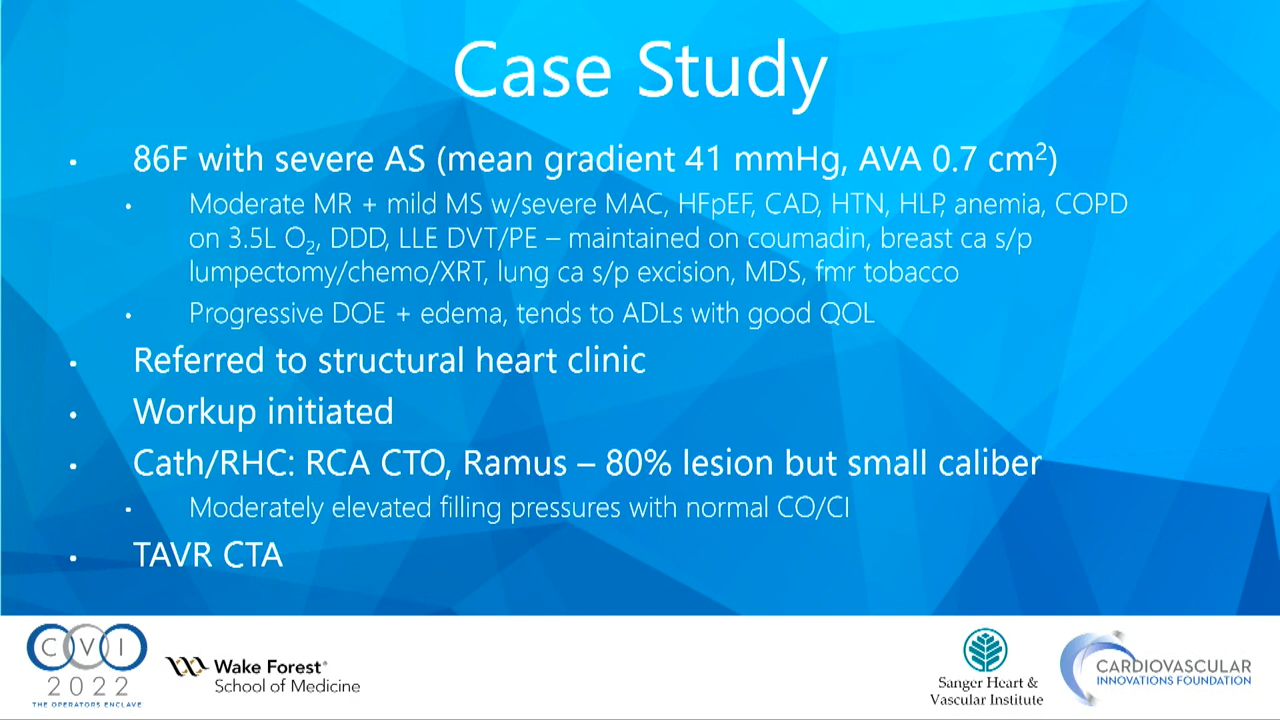 Case Study
• 86F with severe AS (mean gradient 41 mmHg, AVA 0.7 cm²)
• Moderate MR + mild MS w/severe MAC, HFpEF, CAD, HTN, HLP, anemia, COPD
on 3.5L O₂, DDD, LLE DVT/PE – maintained on coumadin, breast ca s/p
lumpectomy/chemo/XRT, lung ca s/p excision, MDS, fmr tobacco
• Progressive DOE + edema, tends to ADLs with good QOL
• Referred to structural heart clinic
• Workup initiated
• Cath/RHC: RCA CTO, Ramus – 80% lesion but small caliber
• Moderately elevated filling pressures with normal CO/CI
• TAVR CTA
CVI
2022
THE OPERATORS ENCLAVE
Wake Forest®
School of Medicine
Sanger Heart &
Vascular Institute
CARDIOVASCULAR
INNOVATIONS FOUNDATION